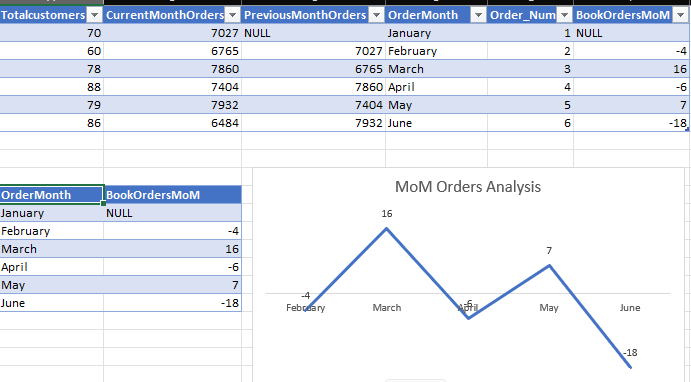 Totalcustomers CurrentMonthOrders PreviousMonthOrders OrderMonth Order_Num BookOrdersMoM
70 7027 NULL January 1 NULL
60 6765 7027 February 2 -4
78 7860 6765 March 3 16
88 7404 7860 April 4 -6
79 7932 7404 May 5 7
86 6484 7932 June 6 -18
OrderMonth BookOrdersMoM
January NULL
February -4
March 16
April -6
May 7
June -18
MoM Orders Analysis
16
7
-4
-6
February March April May June
-18